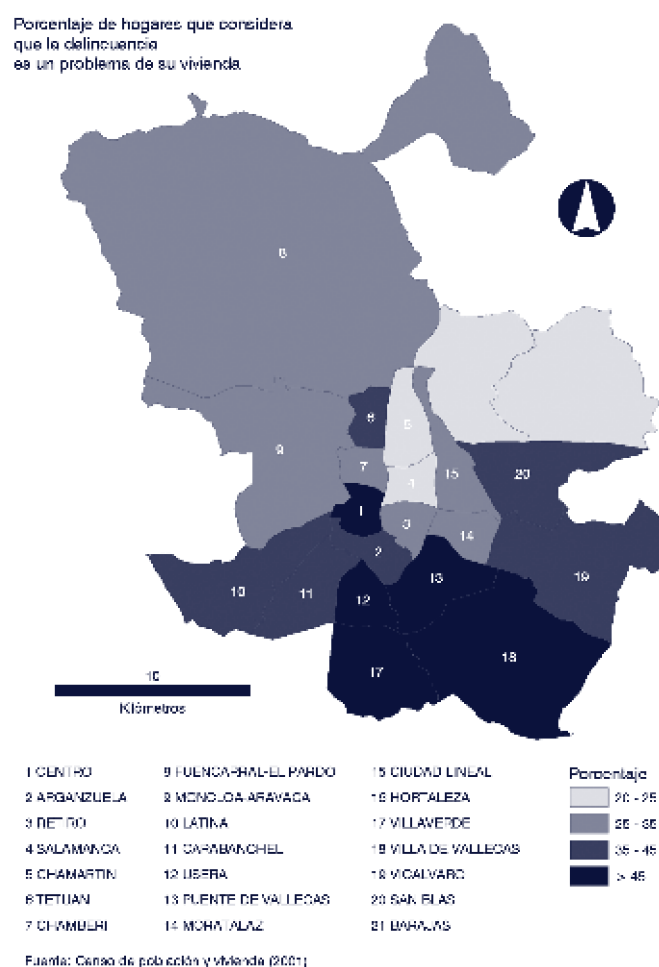 Porcentaje de hogares que considera
que la delincuencia
es un problema de su vivienda
8
6
5
9
7
4
15
20
1
3
14
2
13
19
10
11
12
18
17
10
Kilómetros
1 CENTRO
2 ARGANZUELA
3 RETIRO
4 SALAMANCA
5 CHAMARTIN
6 TETUAN
7 CHAMBERI
8 FUENCARRAL-EL PARDO
9 MONCLOA-ARAVACA
10 LATINA
11 CARABANCHEL
12 USERA
13 PUENTE DE VALLECAS
14 MORATALAZ
15 CIUDAD LINEAL
16 HORTALEZA
17 VILLAVERDE
18 VILLA DE VALLECAS
19 VICALVARO
20 SAN BLAS
21 BARAJAS
Porcentaje
20 - 25
25 - 35
35 - 45
> 45
Fuente: Censo de población y vivienda (2001)